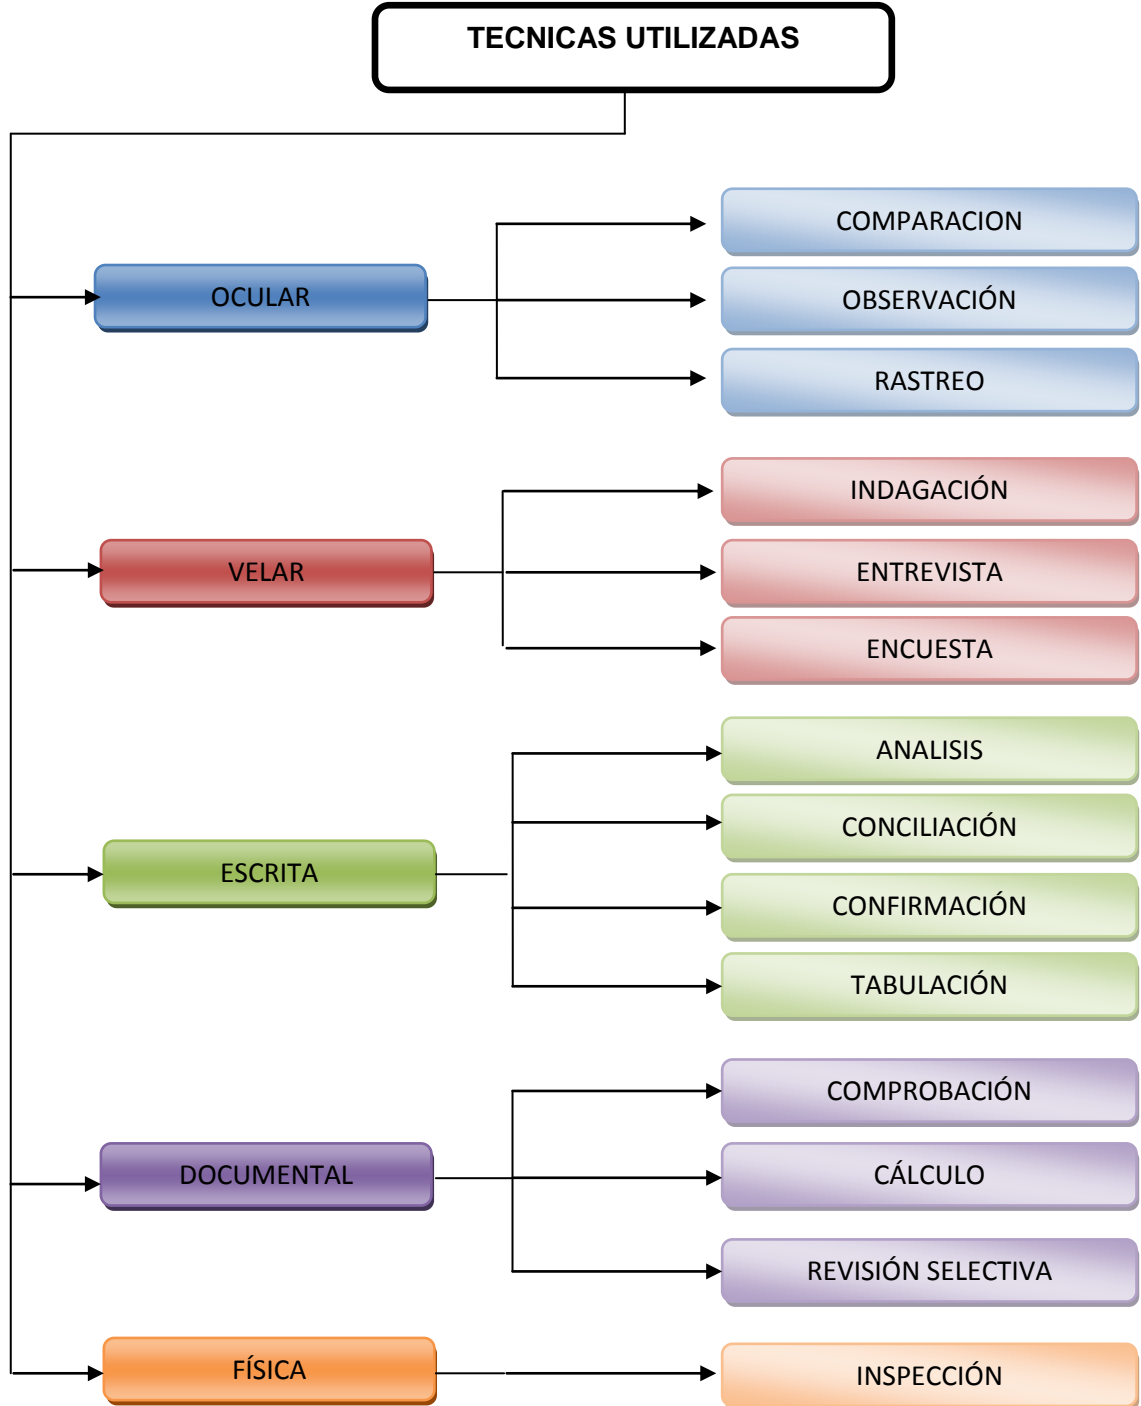 TECNICAS UTILIZADAS
OCULAR
COMPARACION
OBSERVACIÓN
RASTREO
VELAR
INDAGACIÓN
ENTREVISTA
ENCUESTA
ESCRITA
ANALISIS
CONCILIACIÓN
CONFIRMACIÓN
TABULACIÓN
DOCUMENTAL
COMPROBACIÓN
CÁLCULO
REVISIÓN SELECTIVA
FÍSICA
INSPECCIÓN